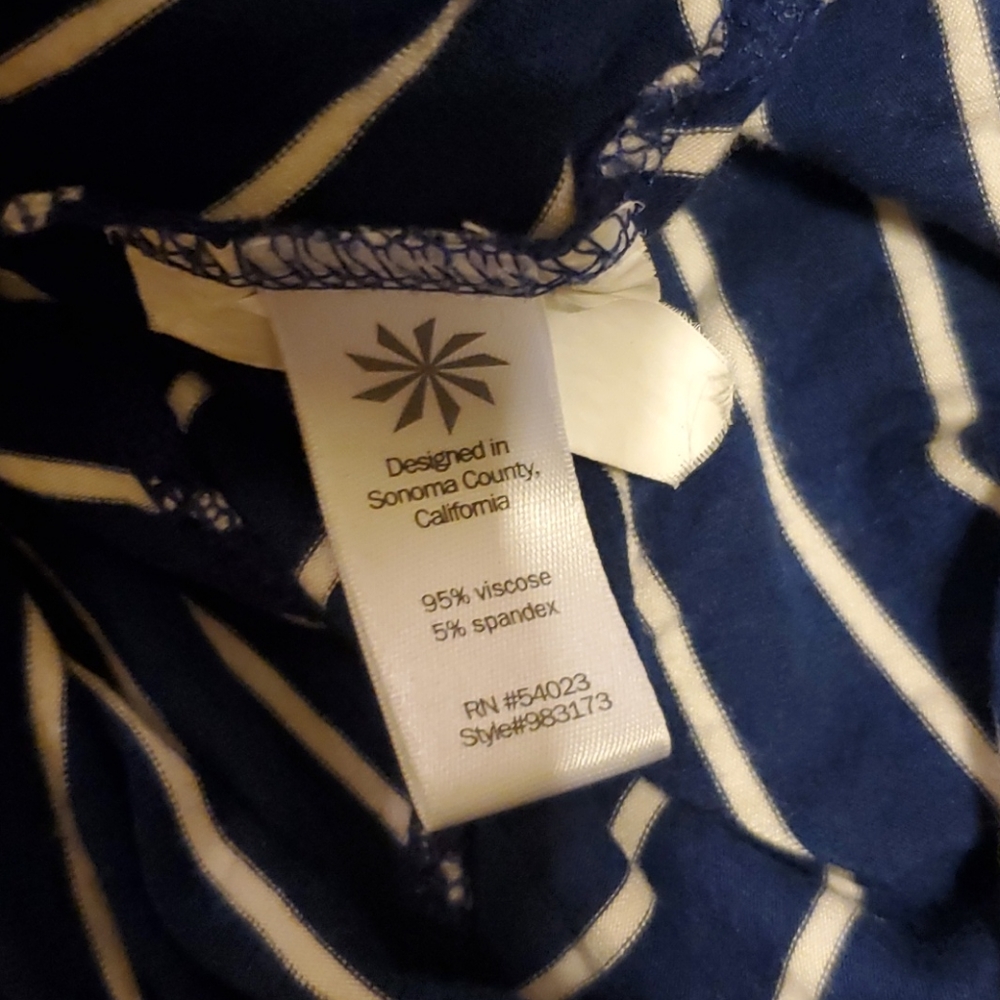 Designed in
Sonoma County,
California
95% viscose
5% spandex
RN #54023
Style#983173